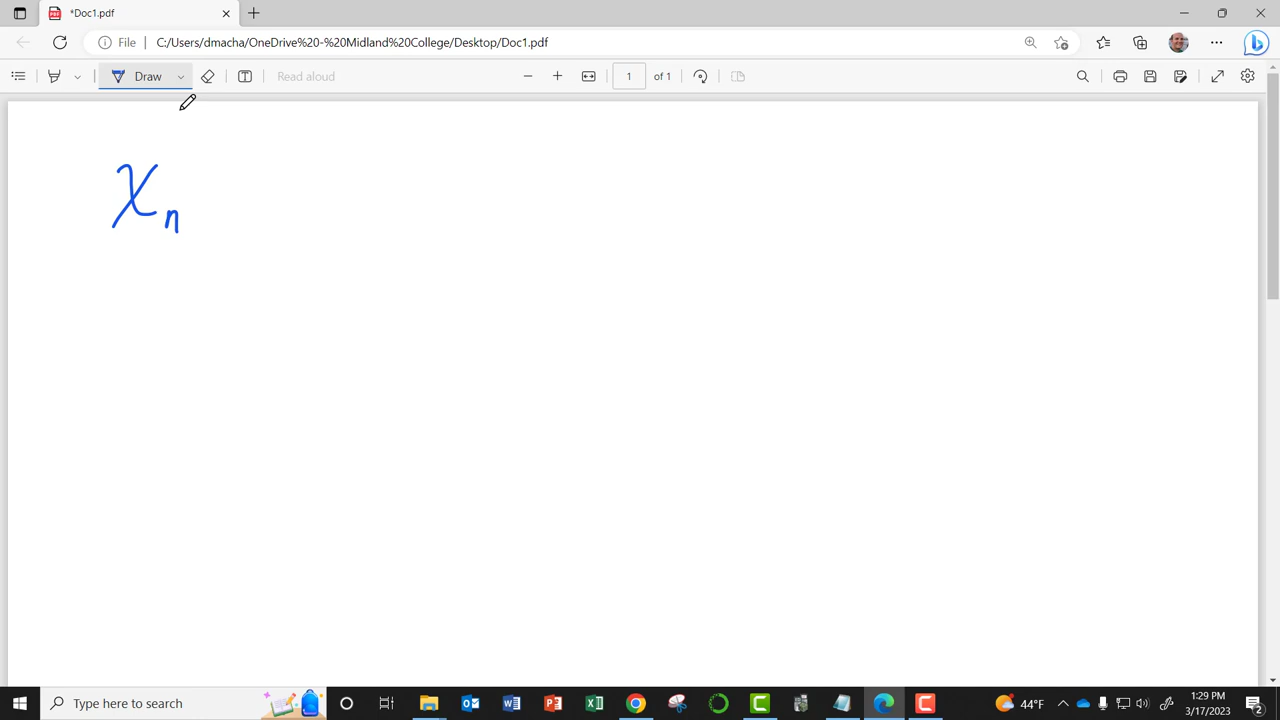 *Doc1.pdf
File C:/Users/dmacha/OneDrive%20-%20Midland%20College/Desktop/Doc1.pdf
Draw Read aloud 1 of 1
Xₙ
Type here to search 44°F 1:29 PM
3/17/2023 2